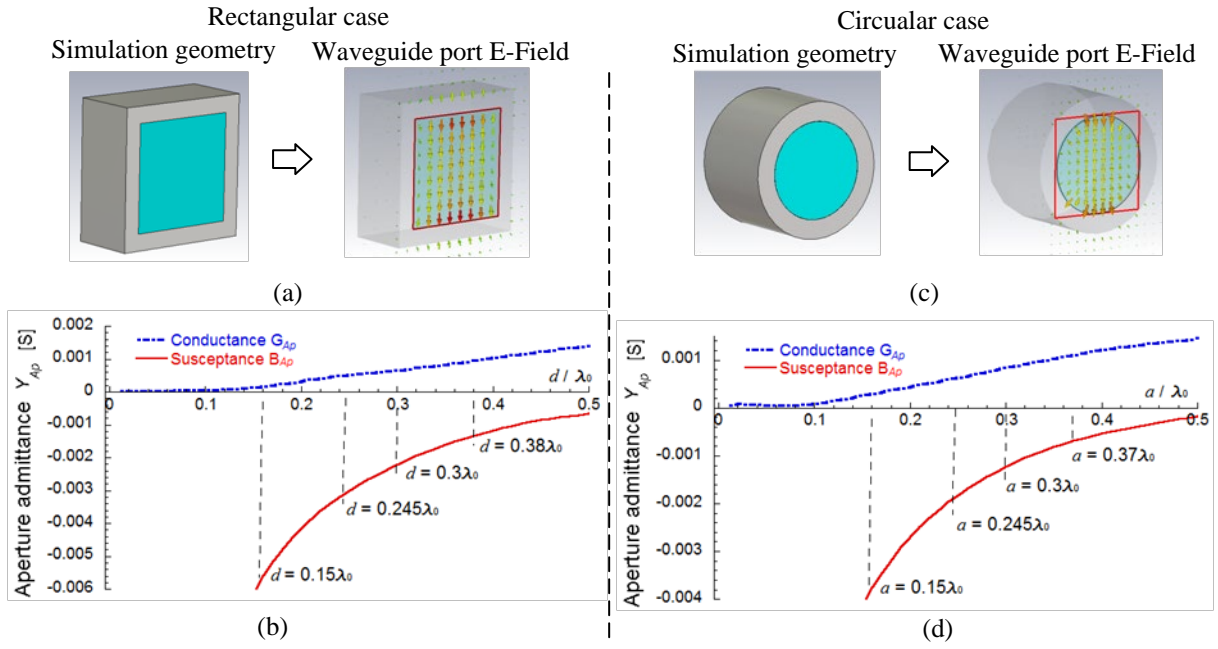 Rectangular case
Simulation geometry
Waveguide port E-Field
(a)
Circualar case
Simulation geometry
Waveguide port E-Field
(c)
Aperture admittance Y_Ap [S]
0.002
0.001
0
-0.001
-0.002
-0.003
-0.004
-0.005
-0.006
Conductance G_Ap
Susceptance B_Ap
0
0.1
0.2
0.3
0.4
0.5
d / λ₀
d = 0.15λ₀
d = 0.245λ₀
d = 0.3λ₀
d = 0.38λ₀
(b)
Aperture admittance Y_Ap [S]
0.001
0
-0.001
-0.002
-0.003
-0.004
Conductance G_Ap
Susceptance B_Ap
0
0.1
0.2
0.3
0.4
0.5
a / λ₀
a = 0.15λ₀
a = 0.245λ₀
a = 0.3λ₀
a = 0.37λ₀
(d)